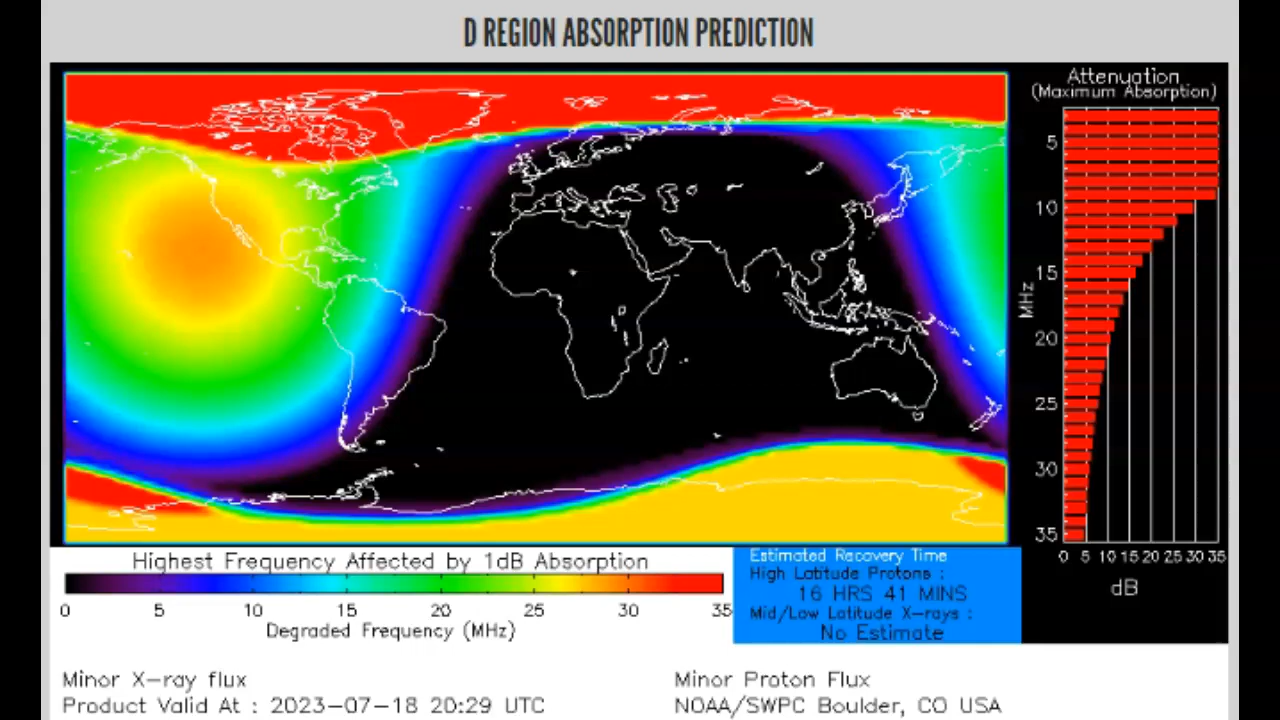 D REGION ABSORPTION PREDICTION
Attenuation
(Maximum Absorption)
5
10
15
20
25
30
35
MHz
0 5 10 15 20 25 30 35
dB
Highest Frequency Affected by 1dB Absorption
0 5 10 15 20 25 30 35
Degraded Frequency (MHz)
Estimated Recovery Time
High Latitude Protons :
16 HRS 41 MINS
Mid/Low Latitude X-rays :
No Estimate
Minor X-ray flux
Product Valid At : 2023-07-18 20:29 UTC
Minor Proton Flux
NOAA/SWPC Boulder, CO USA